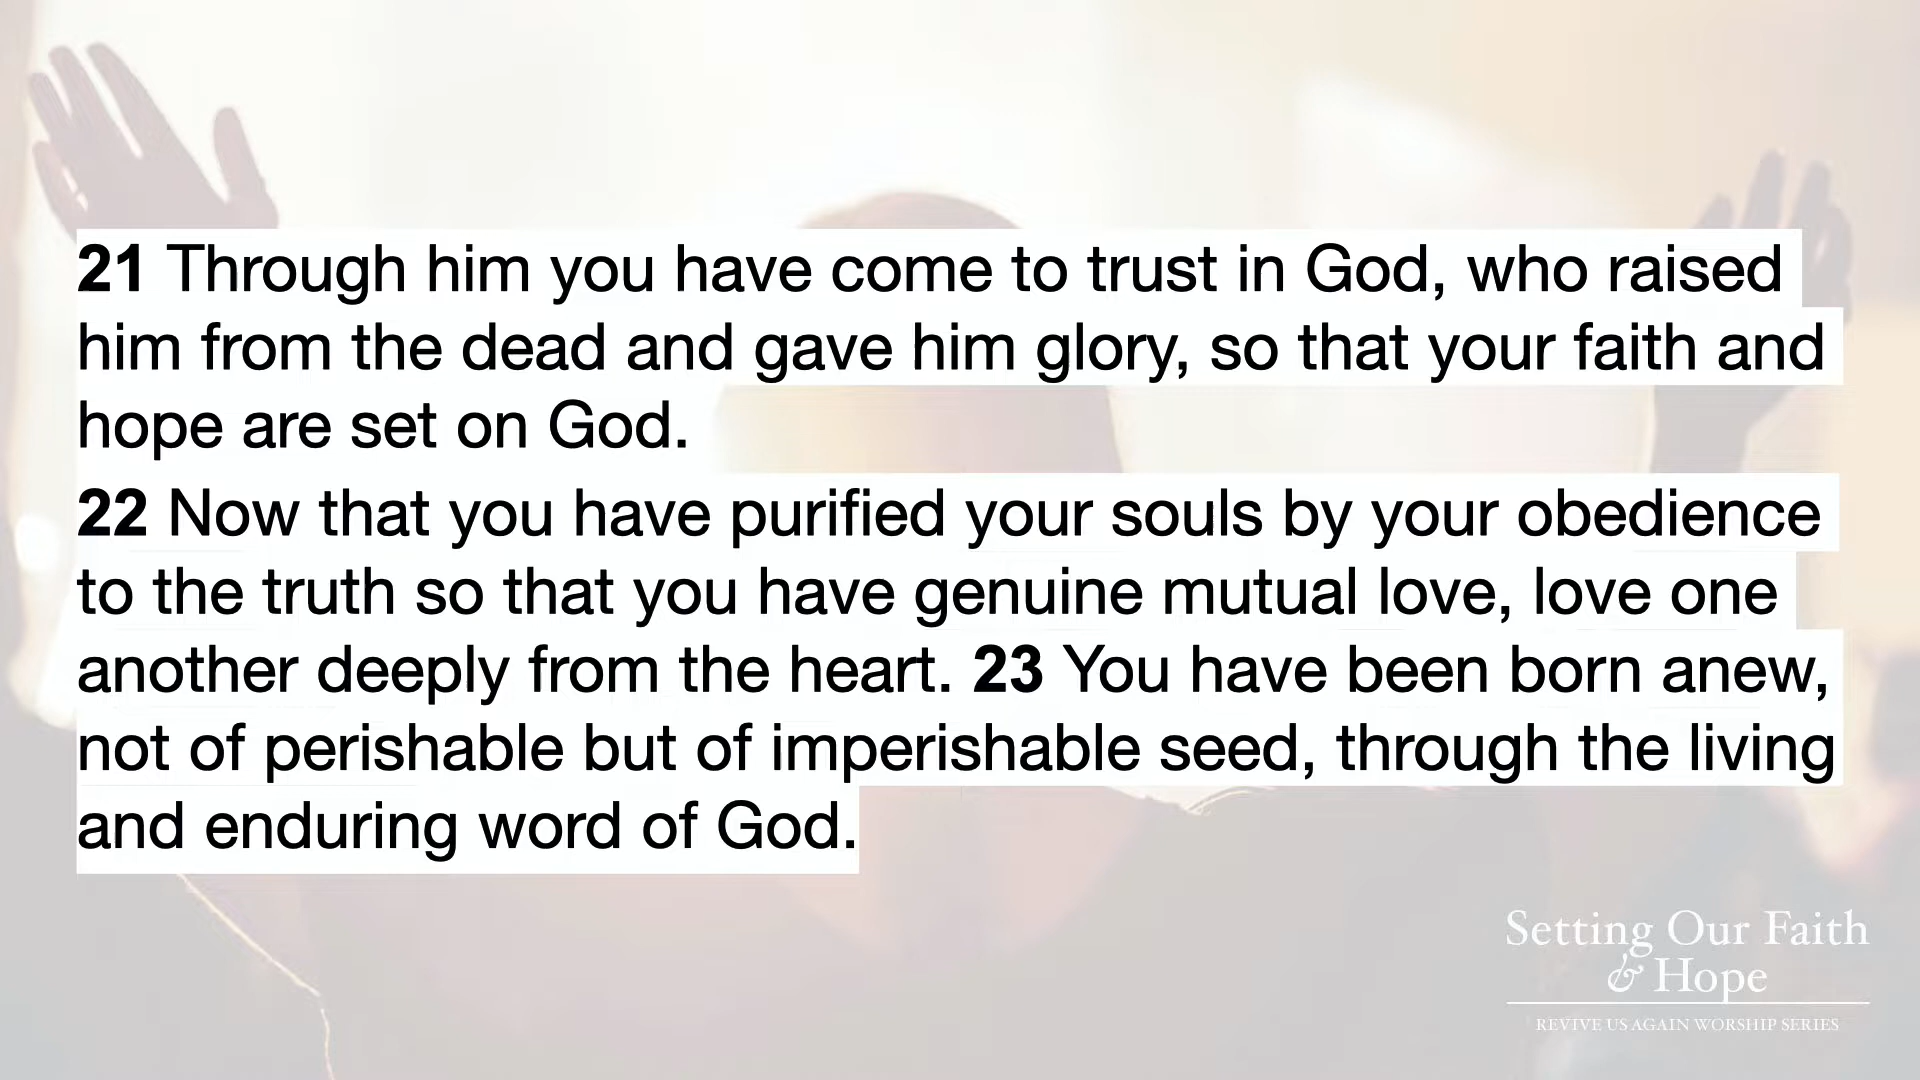 21 Through him you have come to trust in God, who raised
him from the dead and gave him glory, so that your faith and
hope are set on God.
22 Now that you have purified your souls by your obedience
to the truth so that you have genuine mutual love, love one
another deeply from the heart. 23 You have been born anew,
not of perishable but of imperishable seed, through the living
and enduring word of God.
Setting Our Faith
& Hope
REVIVE US AGAIN WORSHIP SERIES